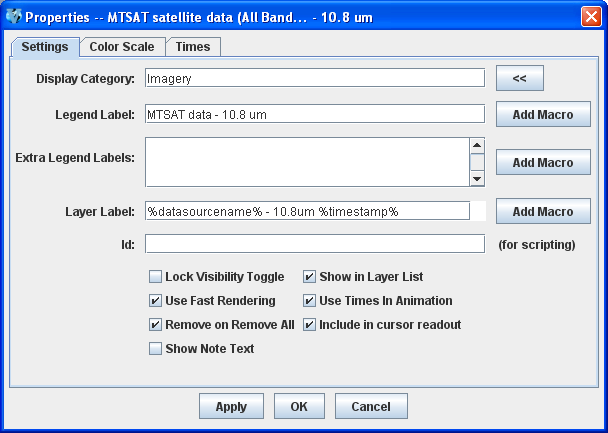 Properties -- MTSAT satellite data (All Band... - 10.8 um
Settings Color Scale Times
Display Category: Imagery <<
Legend Label: MTSAT data - 10.8 um Add Macro
Extra Legend Labels: Add Macro
Layer Label: %datasourcename% - 10.8um %timestamp% Add Macro
Id: (for scripting)
Lock Visibility Toggle Show in Layer List
Use Fast Rendering Use Times In Animation
Remove on Remove All Include in cursor readout
Show Note Text
Apply OK Cancel